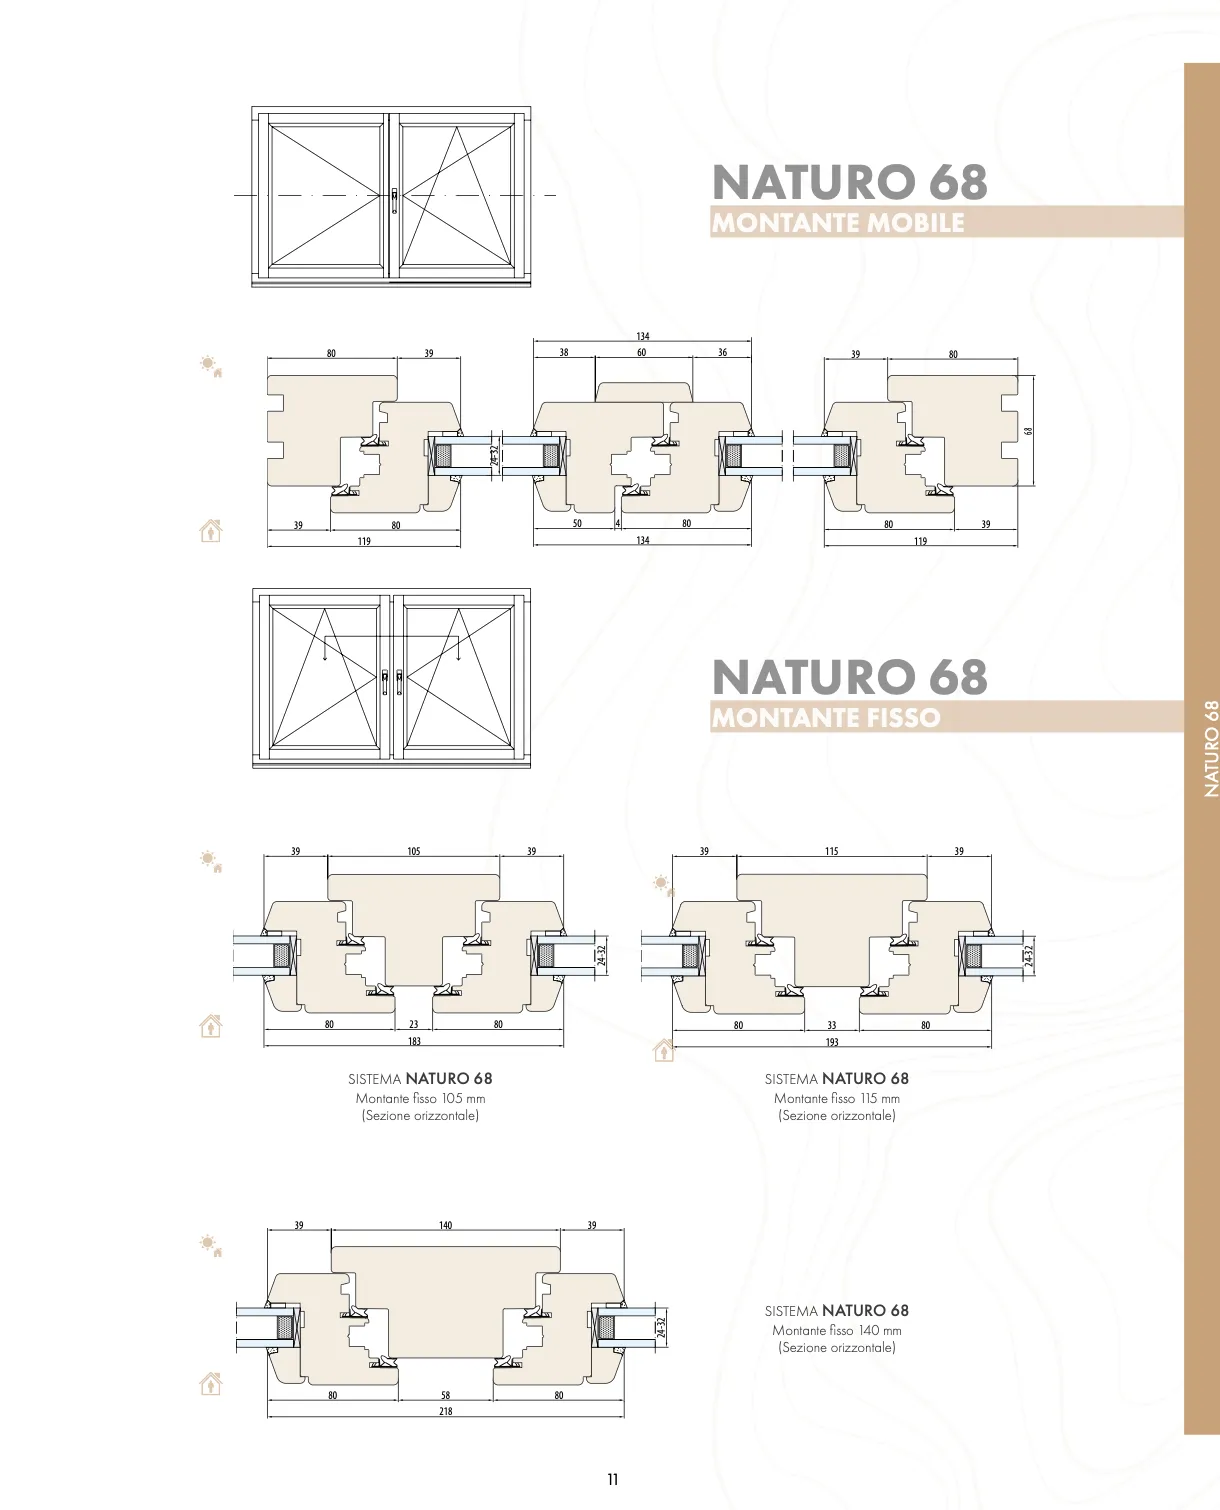 NATURO 68
MONTANTE MOBILE
134
80 39 38 60 36 39 80
68
24-32
39 80 50 4 80 80 39
119 134 119
NATURO 68
MONTANTE FISSO
NATURO 68
39 105 39
24-32
80 23 80
183
39 115 39
24-32
80 33 80
193
SISTEMA NATURO 68
Montante fisso 105 mm
(Sezione orizzontale)
SISTEMA NATURO 68
Montante fisso 115 mm
(Sezione orizzontale)
39 140 39
24-32
80 58 80
218
SISTEMA NATURO 68
Montante fisso 140 mm
(Sezione orizzontale)
11